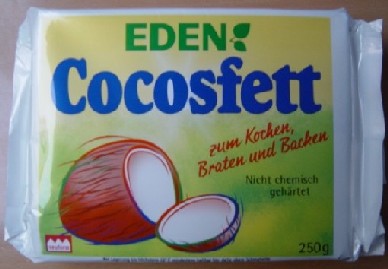 EDEN
Cocosfett
zum Kochen,
Braten und Backen
Nicht chemisch
gehärtet
250g